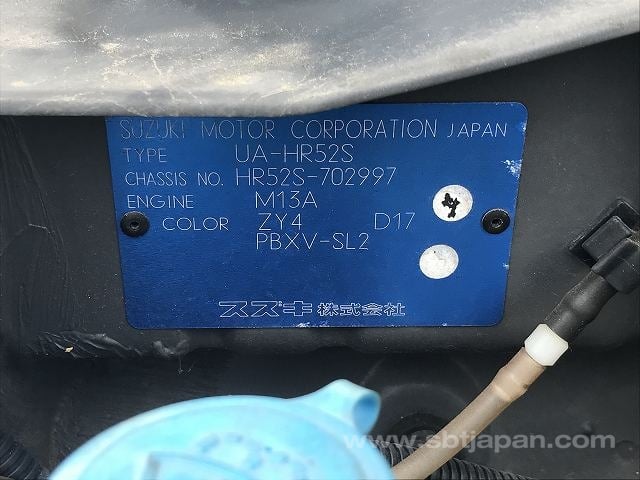 SUZUKI MOTOR CORPORATION JAPAN
TYPE UA-HR52S
CHASSIS NO. HR52S-702997
ENGINE M13A
COLOR ZY4 D17
PBXV-SL2
スズキ株式会社
www.sbtjapan.com